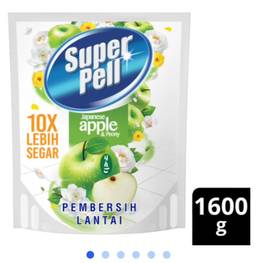 Super
Pell
Japanese
apple
& Peony
10X
LEBIH
SEGAR
PEMBERSIH
LANTAI
1600
g